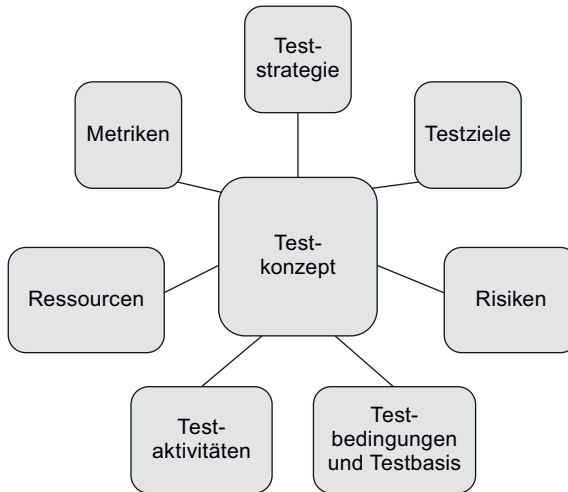 Test-
strategie
Metriken
Testziele
Test-
konzept
Ressourcen
Risiken
Test-
aktivitäten
Test-
bedingungen
und Testbasis